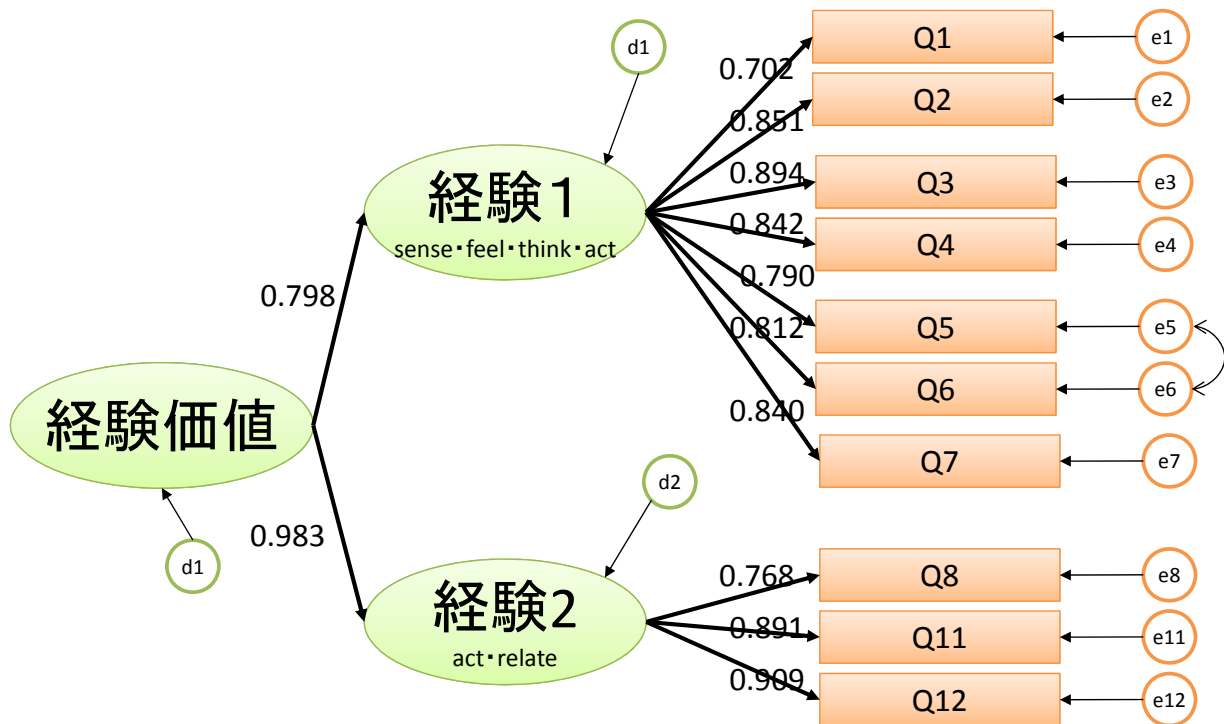 d1
経験1
sense・feel・think・act
0.702
0.851
0.894
0.842
0.790
0.812
0.840
Q1
e1
Q2
e2
Q3
e3
Q4
e4
Q5
e5
Q6
e6
Q7
e7
0.798
経験価値
d1
0.983
d2
経験2
act・relate
0.768
0.891
0.909
Q8
e8
Q11
e11
Q12
e12